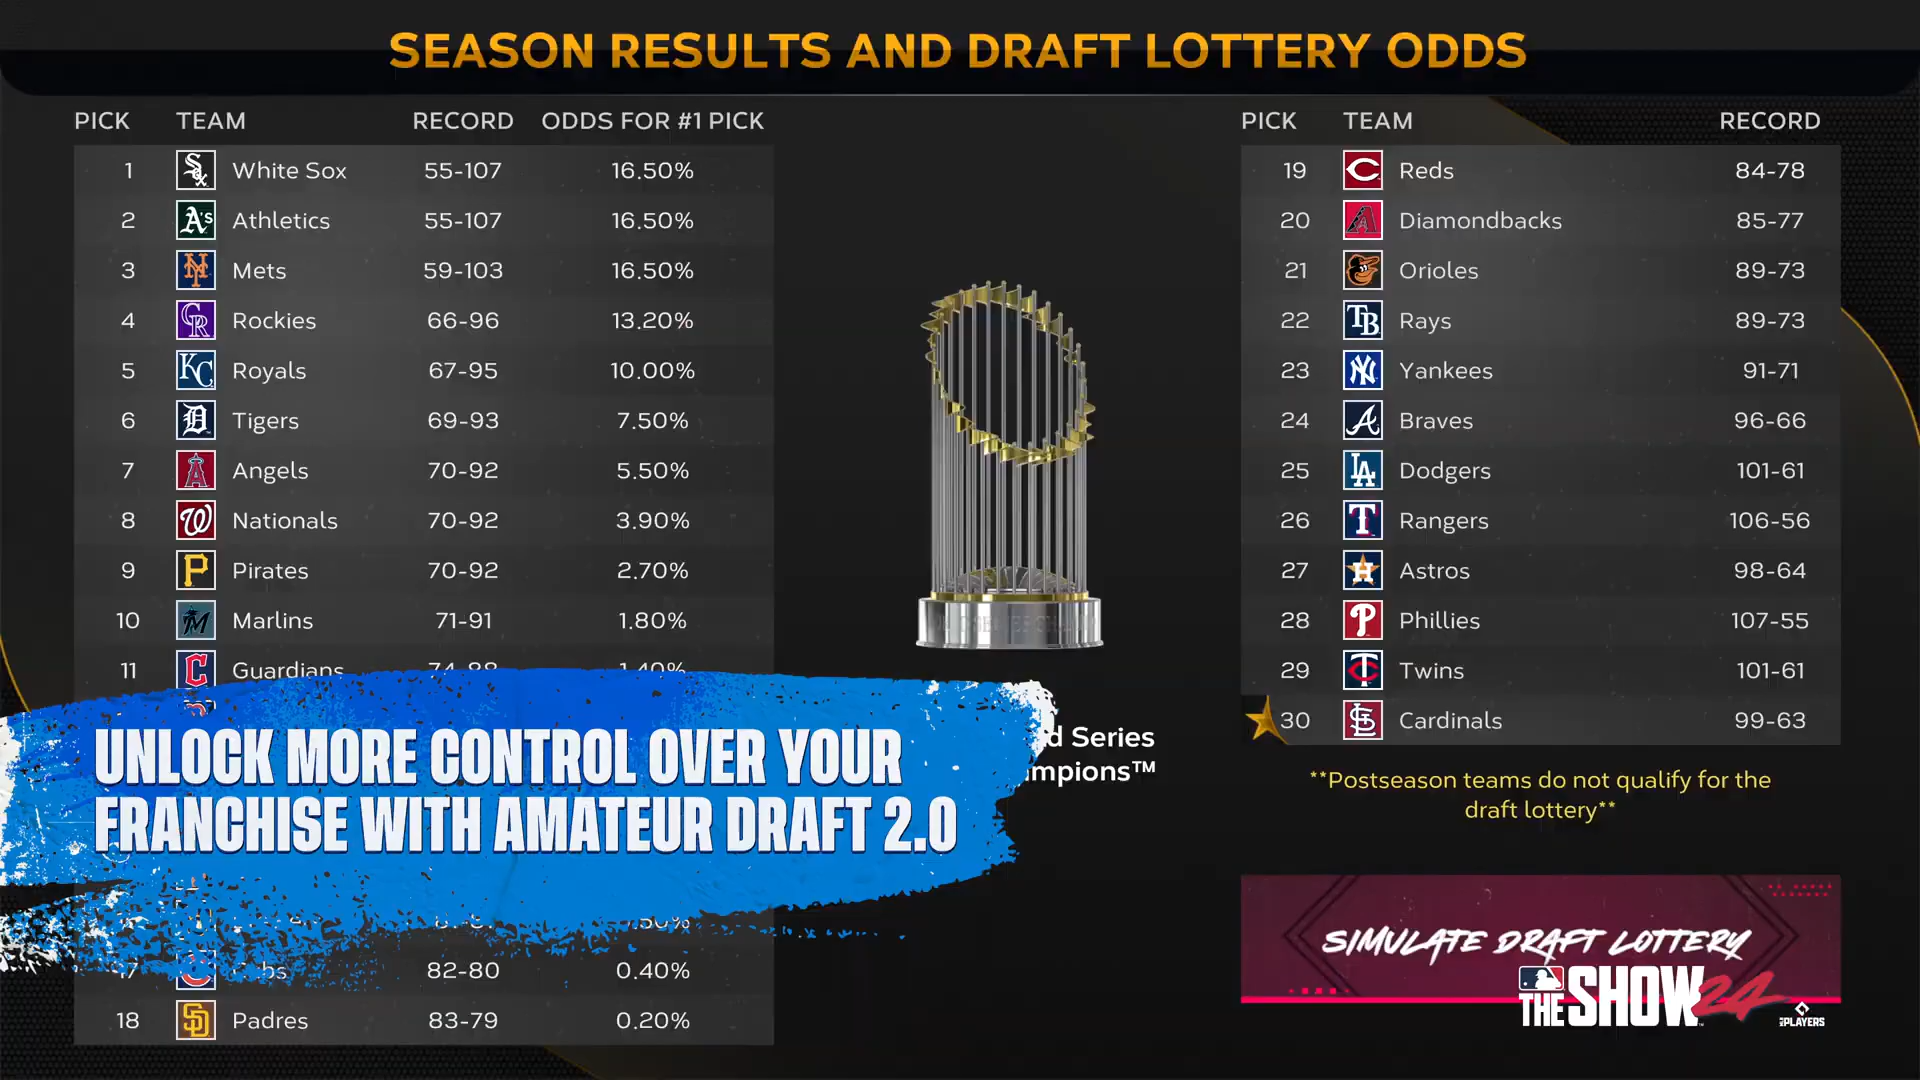 SEASON RESULTS AND DRAFT LOTTERY ODDS
PICK TEAM RECORD ODDS FOR #1 PICK
1 White Sox 55-107 16.50%
2 Athletics 55-107 16.50%
3 Mets 59-103 16.50%
4 Rockies 66-96 13.20%
5 Royals 67-95 10.00%
6 Tigers 69-93 7.50%
7 Angels 70-92 5.50%
8 Nationals 70-92 3.90%
9 Pirates 70-92 2.70%
10 Marlins 71-91 1.80%
11 Guardians 74-88 1.40%
UNLOCK MORE CONTROL OVER YOUR
FRANCHISE WITH AMATEUR DRAFT 2.0
82-80 0.40%
18 Padres 83-79 0.20%
Series
PICK TEAM RECORD
19 Reds 84-78
20 Diamondbacks 85-77
21 Orioles 89-73
22 Rays 89-73
23 Yankees 91-71
24 Braves 96-66
25 Dodgers 101-61
26 Rangers 106-56
27 Astros 98-64
28 Phillies 107-55
29 Twins 101-61
30 Cardinals 99-63
**Postseason teams do not qualify for the
draft lottery**
SIMULATE DRAFT LOTTERY
THE SHOW 24
PLAYERS